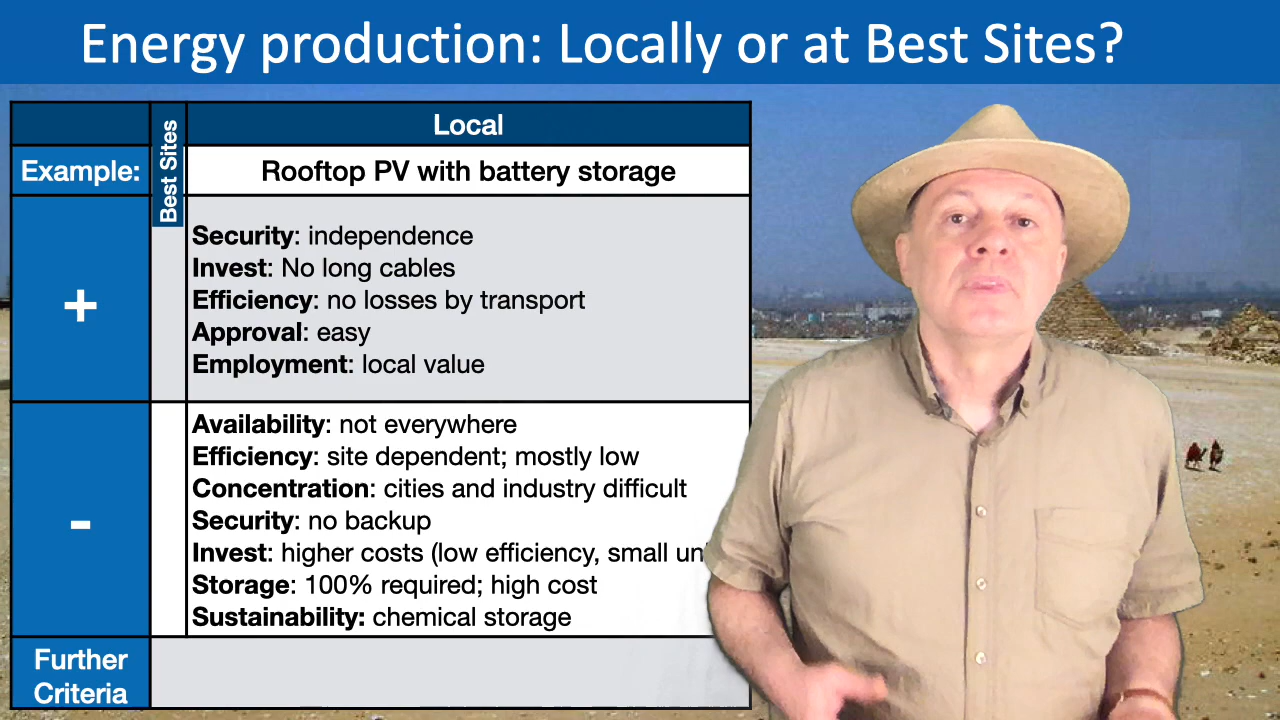 Energy production: Locally or at Best Sites?
Best Sites
Local
Example:
Rooftop PV with battery storage
+
Security: independence
Invest: No long cables
Efficiency: no losses by transport
Approval: easy
Employment: local value
-
Availability: not everywhere
Efficiency: site dependent; mostly low
Concentration: cities and industry difficult
Security: no backup
Invest: higher costs (low efficiency, small
Storage: 100% required; high cost
Sustainability: chemical storage
Further
Criteria